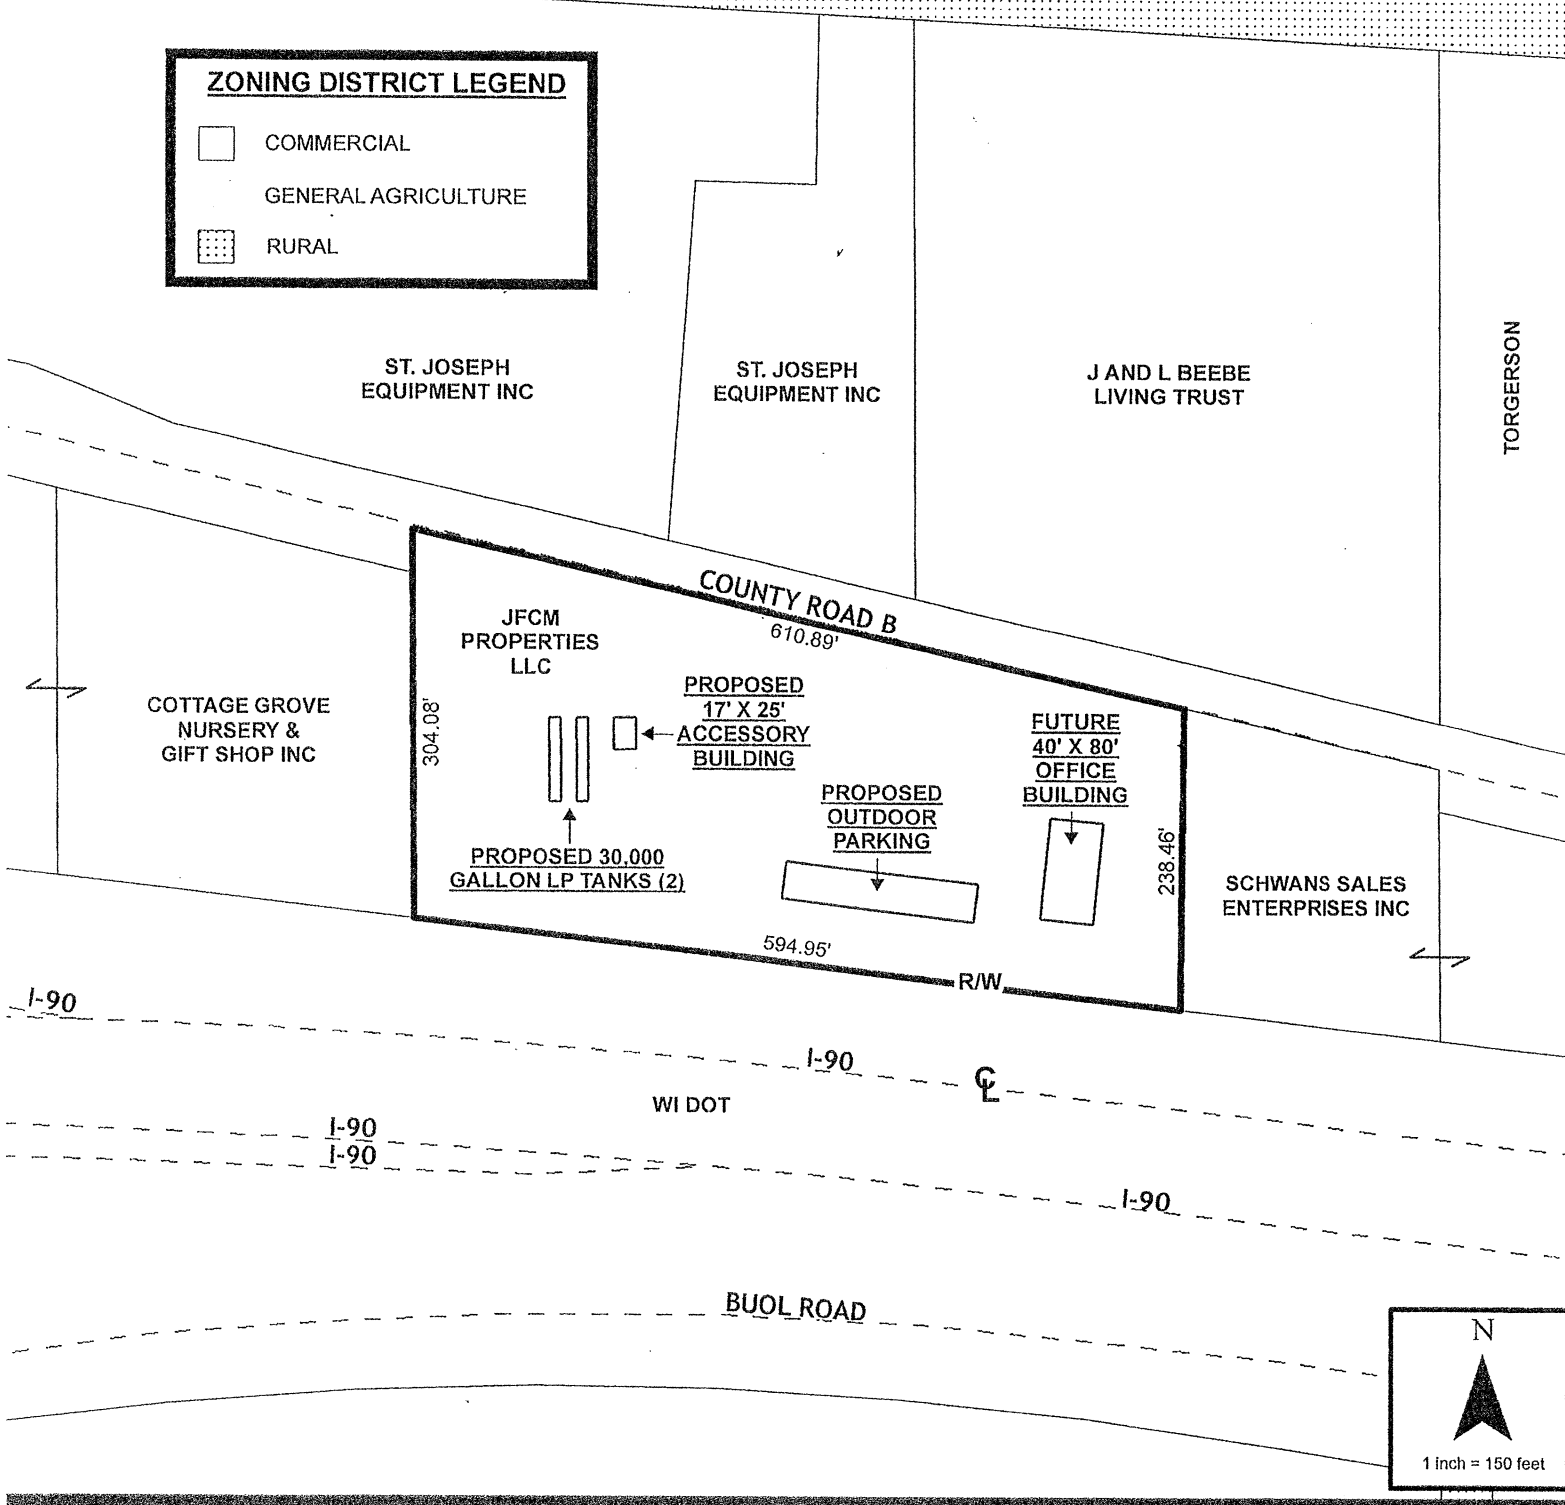 ZONING DISTRICT LEGEND
COMMERCIAL
GENERAL AGRICULTURE
RURAL
ST. JOSEPH
EQUIPMENT INC
ST. JOSEPH
EQUIPMENT INC
J AND L BEEBE
LIVING TRUST
TORGERSON
COUNTY ROAD B
610.89'
JFCM
PROPERTIES
LLC
304.08'
COTTAGE GROVE
NURSERY &
GIFT SHOP INC
PROPOSED
17' X 25'
ACCESSORY
BUILDING
FUTURE
40' X 80'
OFFICE
BUILDING
PROPOSED
OUTDOOR
PARKING
PROPOSED 30,000
GALLON LP TANKS (2)
238.46'
SCHWANS SALES
ENTERPRISES INC
594.95'
R/W
I-90
I-90
CL
WI DOT
I-90
I-90
I-90
BUOL ROAD
N
1 inch = 150 feet